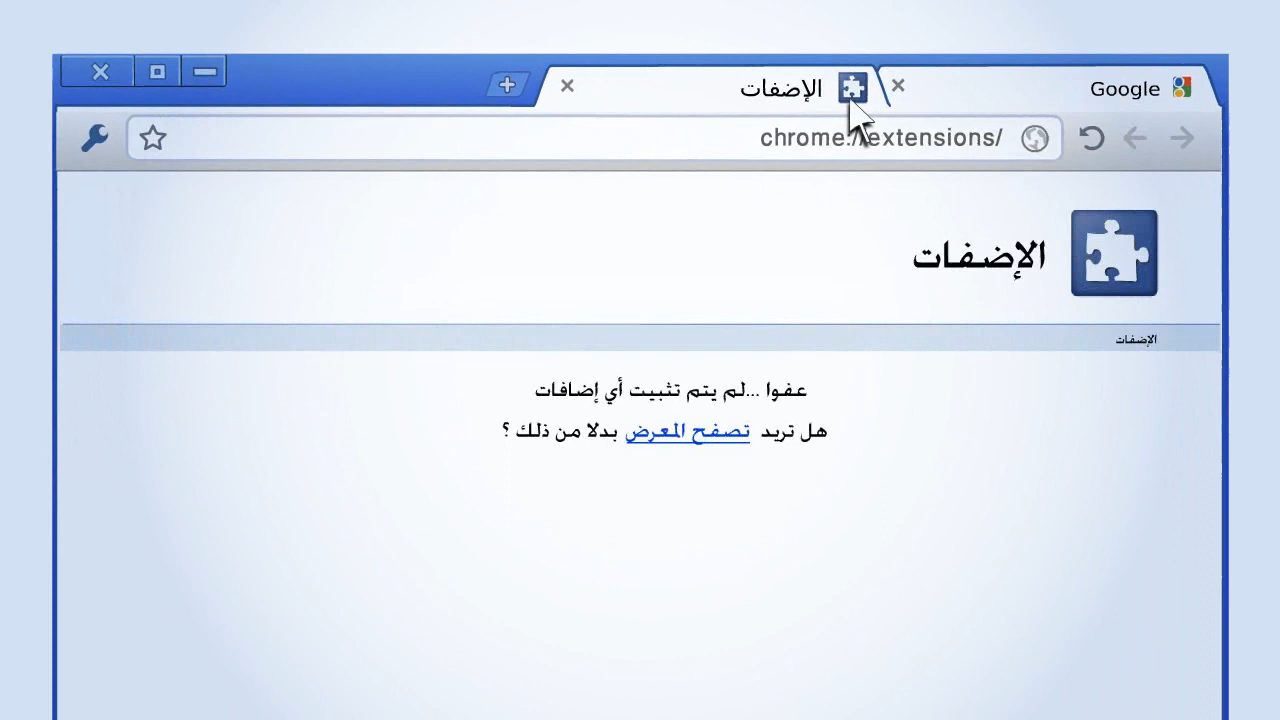 Google
الإضفات
chrome://extensions/
الإضفات
الإضفات
عفوا ...لم يتم تثبيت أي إضافات
هل تريد تصفح المعرض بدلا من ذلك ؟